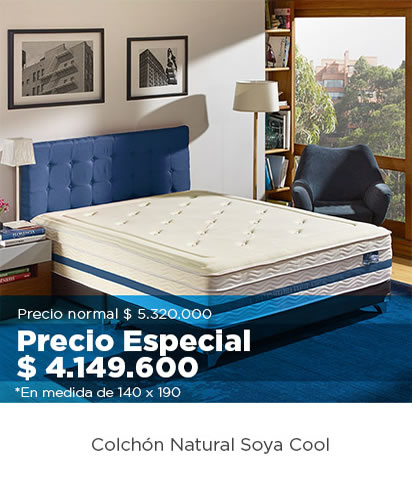 FLORENCIA
Precio normal $ 5.320.000
Precio Especial
$ 4.149.600
*En medida de 140 x 190
Colchón Natural Soya Cool